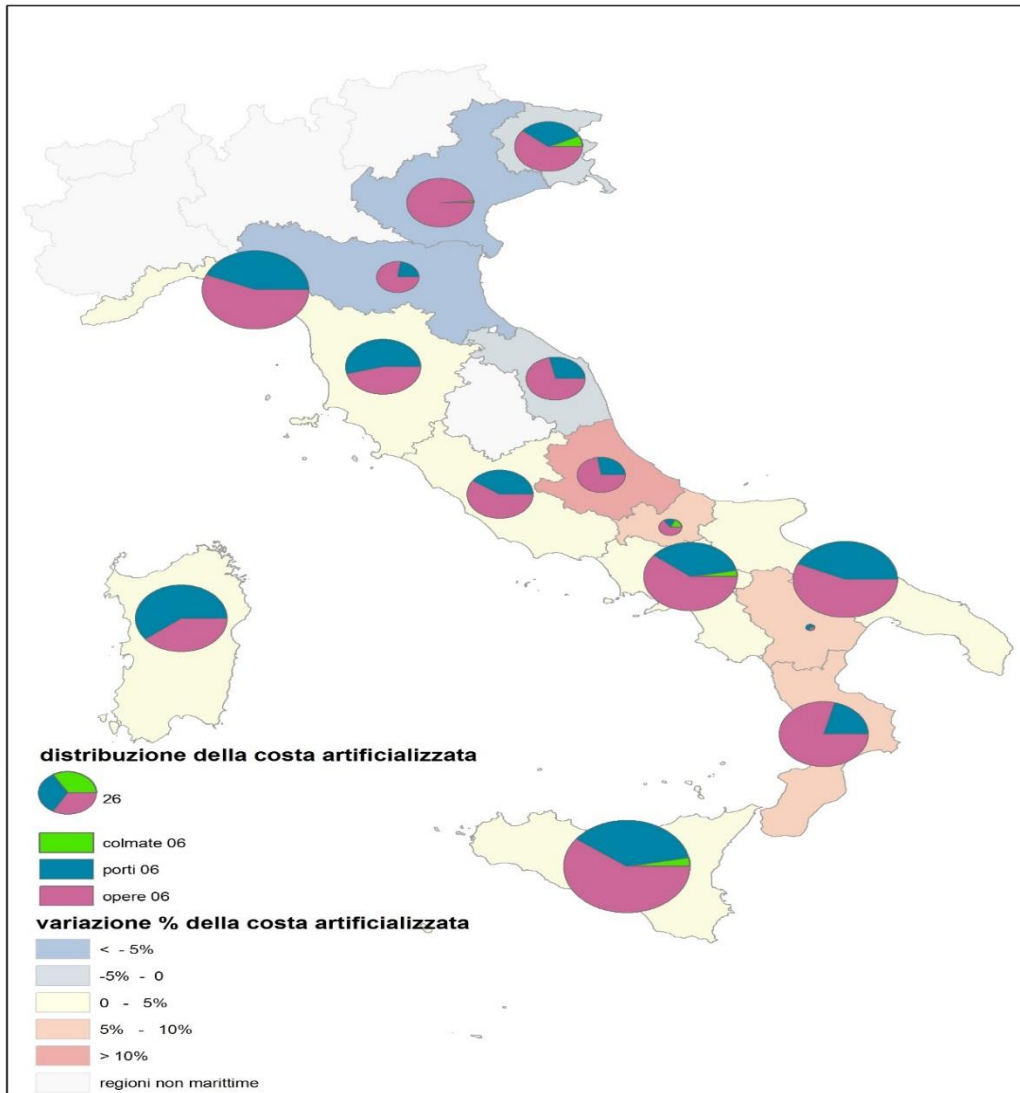 distribuzione della costa artificializzata
26
colmate 06
porti 06
opere 06
variazione % della costa artificializzata
< - 5%
-5% - 0
0 - 5%
5% - 10%
> 10%
regioni non marittime